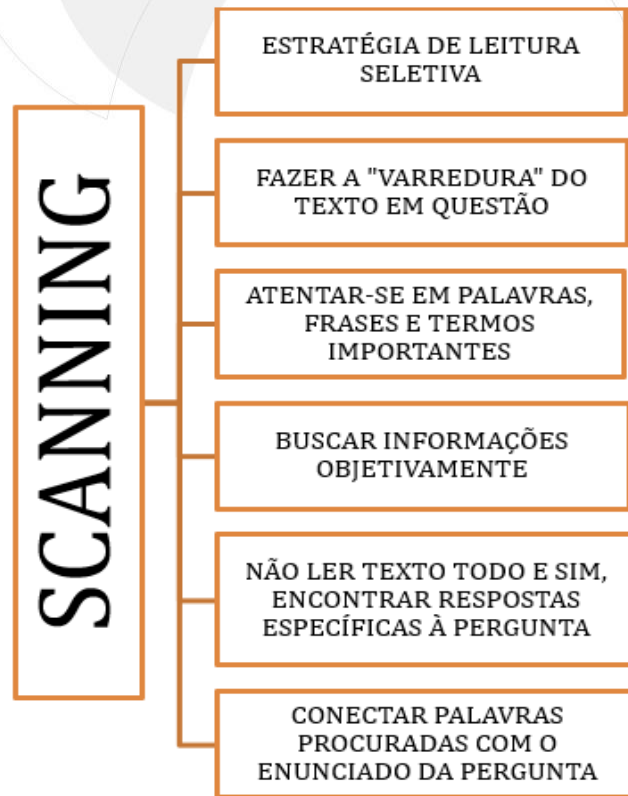 SCANNING
ESTRATÉGIA DE LEITURA
SELETIVA
FAZER A "VARREDURA" DO
TEXTO EM QUESTÃO
ATENTAR-SE EM PALAVRAS,
FRASES E TERMOS
IMPORTANTES
BUSCAR INFORMAÇÕES
OBJETIVAMENTE
NÃO LER TEXTO TODO E SIM,
ENCONTRAR RESPOSTAS
ESPECÍFICAS À PERGUNTA
CONECTAR PALAVRAS
PROCURADAS COM O
ENUNCIADO DA PERGUNTA